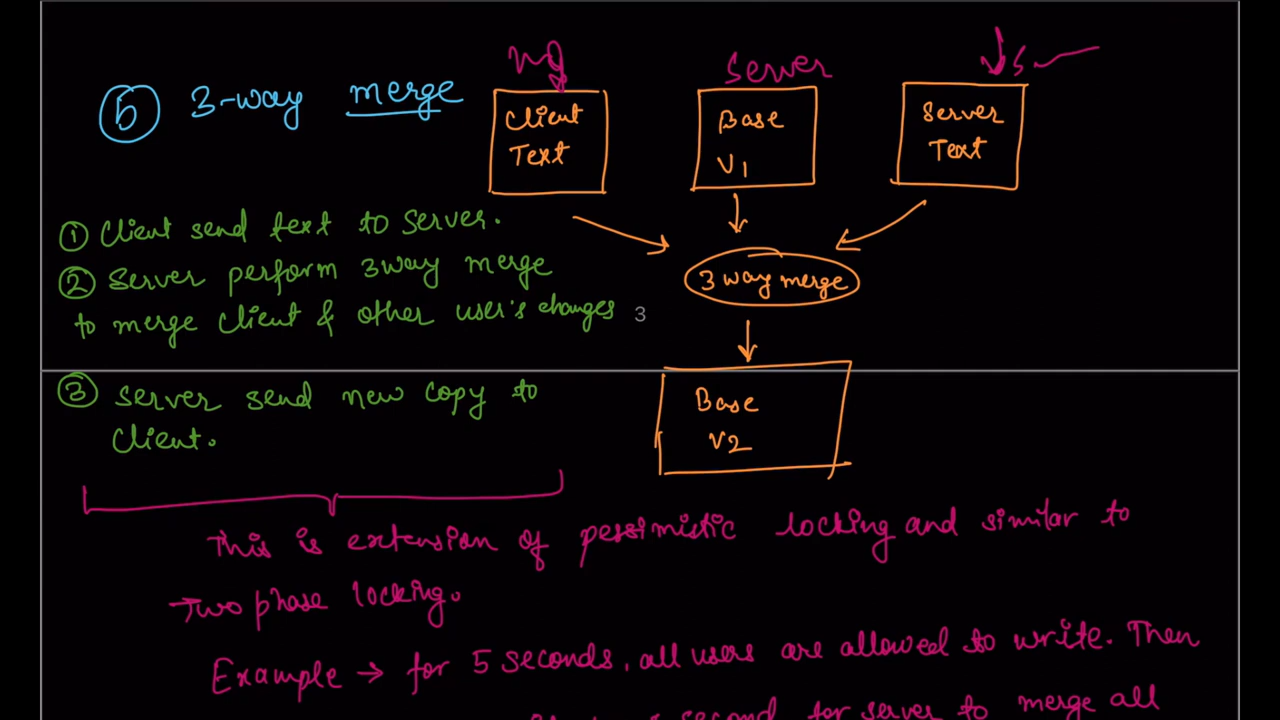 5 3-way merge
Server
Client Text
Base V1
Server Text
① Client send text to Server.
② Server perform 3way merge
to merge Client & other user's changes 3
3 way merge
③ Server send new copy to
Client.
Base
V2
This is extension of pessimistic locking and similar to
Two phase locking.
Example → for 5 seconds, all users are allowed to write. Then
second for server to merge all